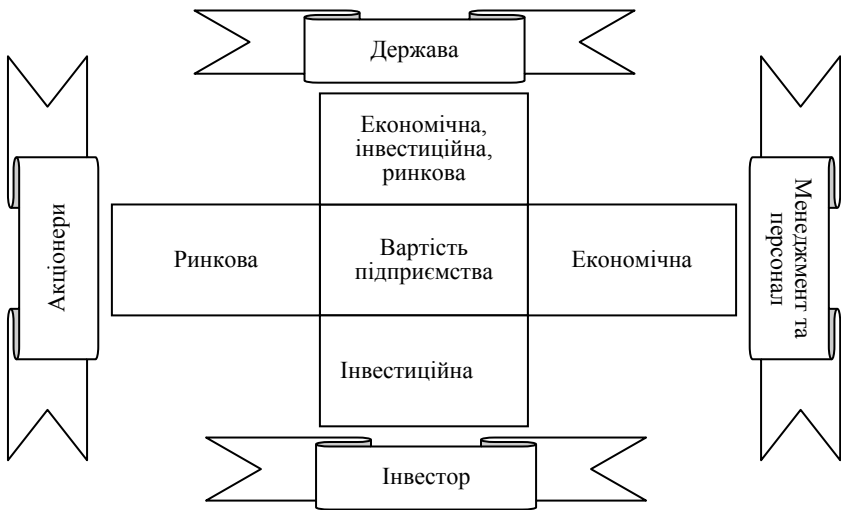 Держава
Економічна,
інвестиційна,
ринкова
Акціонери
Ринкова
Вартість
підприємства
Економічна
Менеджмент та
персонал
Інвестиційна
Інвестор